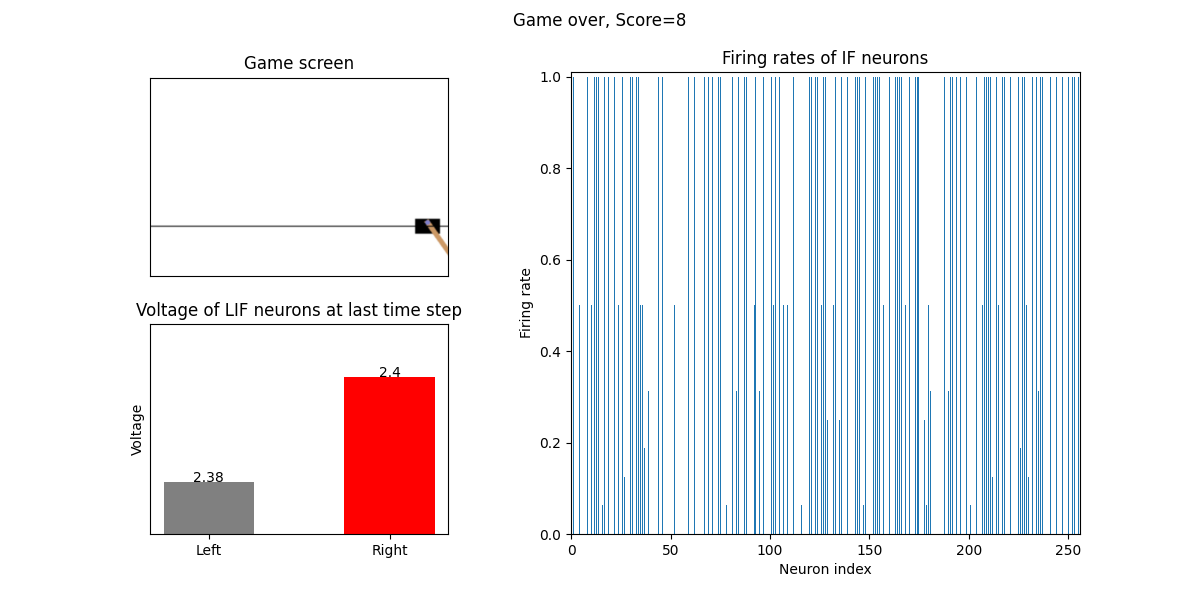 Game over, Score=8
Game screen
Voltage of LIF neurons at last time step
Voltage
2.38
2.4
Left
Right
Firing rates of IF neurons
Firing rate
1.0
0.8
0.6
0.4
0.2
0.0
0
50
100
150
200
250
Neuron index